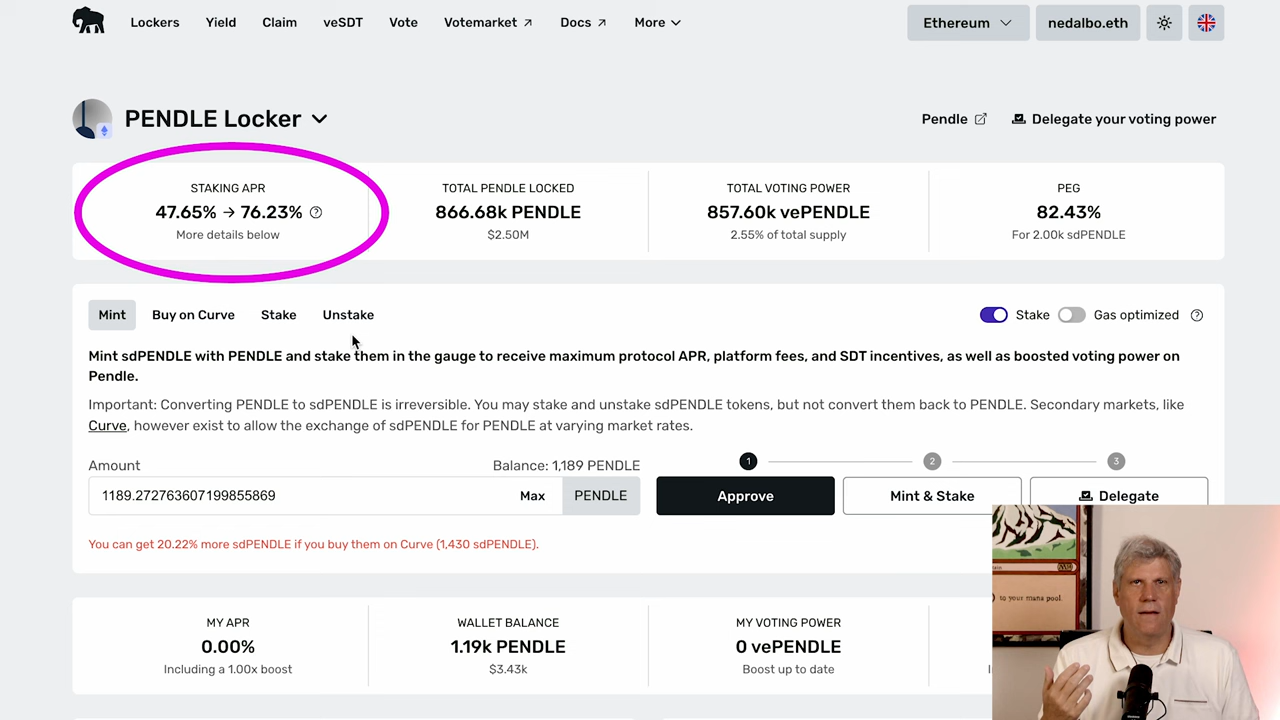 Lockers Yield Claim veSDT Vote Votemarket ↗ Docs ↗ More Ethereum nedalbo.eth
PENDLE Locker
Pendle Delegate your voting power
STAKING APR TOTAL PENDLE LOCKED TOTAL VOTING POWER PEG
47.65% → 76.23% 866.68k PENDLE 857.60k vePENDLE 82.43%
More details below $2.50M 2.55% of total supply For 2.00k sdPENDLE
Mint Buy on Curve Stake Unstake Stake Gas optimized
Mint sdPENDLE with PENDLE and stake them in the gauge to receive maximum protocol APR, platform fees, and SDT incentives, as well as boosted voting power on
Pendle.
Important: Converting PENDLE to sdPENDLE is irreversible. You may stake and unstake sdPENDLE tokens, but not convert them back to PENDLE. Secondary markets, like
Curve, however exist to allow the exchange of sdPENDLE for PENDLE at varying market rates.
Amount Balance: 1,189 PENDLE 1 2 3
1189.272763607199855869 Max PENDLE Approve Mint & Stake Delegate
You can get 20.22% more sdPENDLE if you buy them on Curve (1,430 sdPENDLE).
to your mana pool.
MY APR WALLET BALANCE MY VOTING POWER
0.00% 1.19k PENDLE 0 vePENDLE
Including a 1.00x boost $3.43k Boost up to date